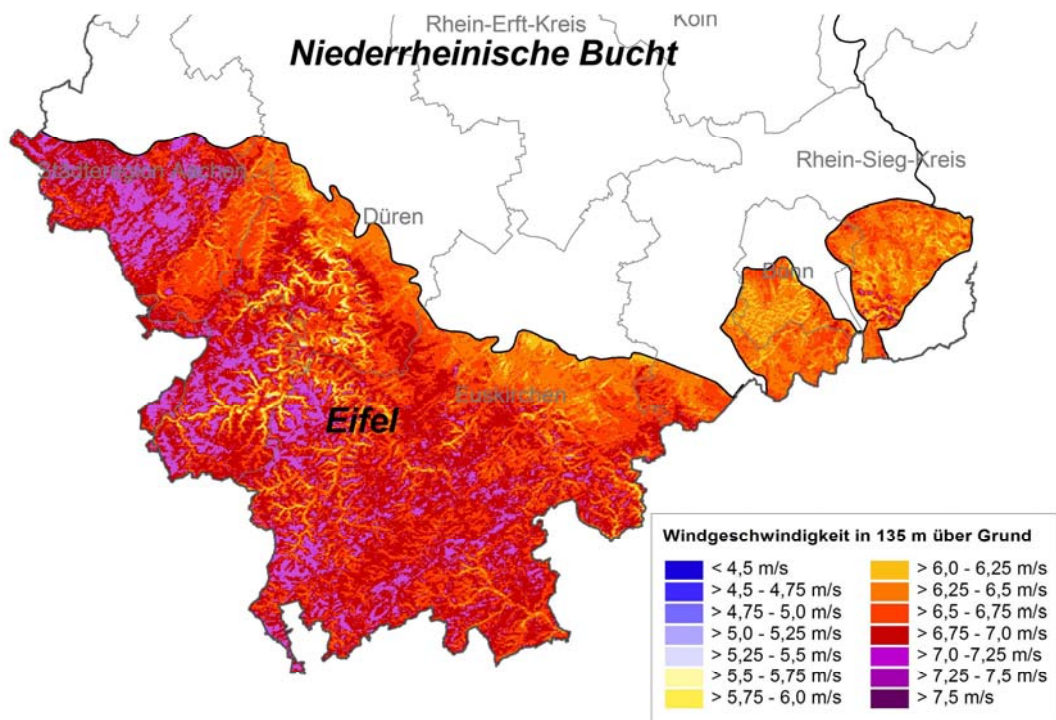 Rhein-Erft-Kreis
Köln
Niederrheinische Bucht
Rhein-Sieg-Kreis
Städteregion Aachen
Düren
Bonn
Euskirchen
Eifel
Windgeschwindigkeit in 135 m über Grund
< 4,5 m/s
> 4,5 - 4,75 m/s
> 4,75 - 5,0 m/s
> 5,0 - 5,25 m/s
> 5,25 - 5,5 m/s
> 5,5 - 5,75 m/s
> 5,75 - 6,0 m/s
> 6,0 - 6,25 m/s
> 6,25 - 6,5 m/s
> 6,5 - 6,75 m/s
> 6,75 - 7,0 m/s
> 7,0 -7,25 m/s
> 7,25 - 7,5 m/s
> 7,5 m/s